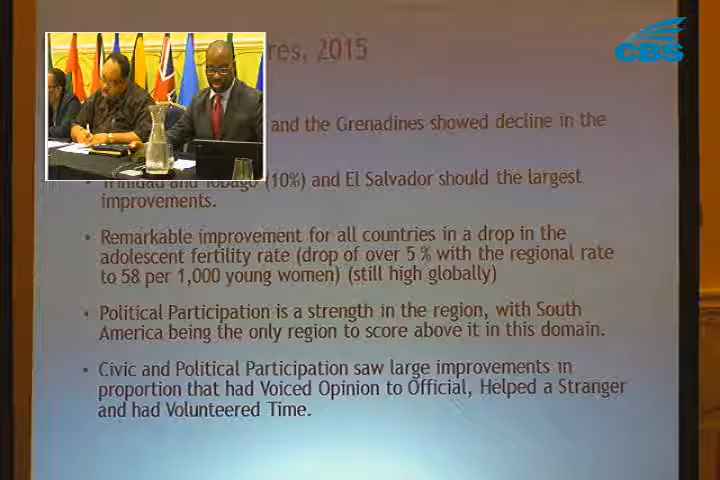 CBS
res, 2015
and the Grenadines showed decline in the
Trinidad and Tobago (10%) and El Salvador should the largest
improvements.
• Remarkable improvement for all countries in a drop in the
adolescent fertility rate (drop of over 5 % with the regional rate
to 58 per 1,000 young women) (still high globally)
• Political Participation is a strength in the region, with South
America being the only region to score above it in this domain.
• Civic and Political Participation saw large improvements in
proportion that had Voiced Opinion to Official, Helped a Stranger
and had Volunteered Time.